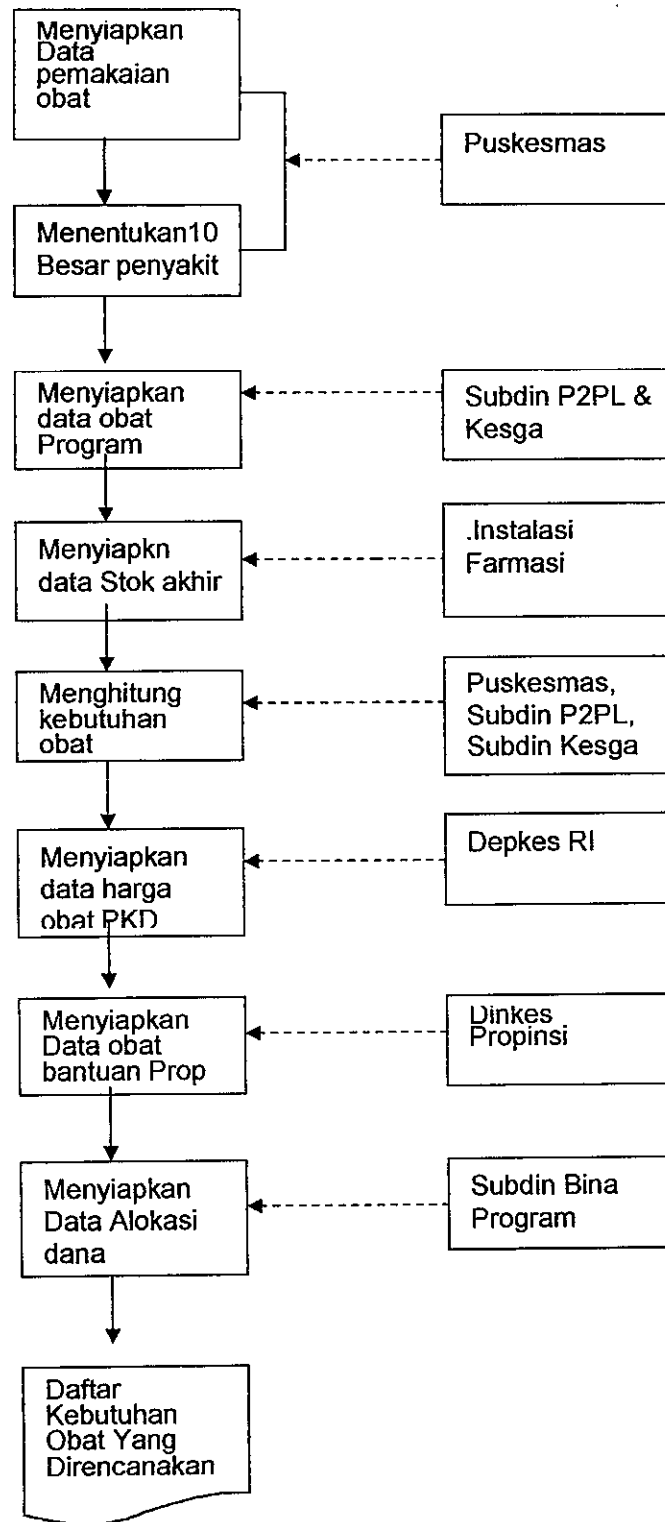 Menyiapkan
Data
pemakaian
obat
Puskesmas
Menentukan10
Besar penyakit
Menyiapkan
data obat
Program
Subdin P2PL &
Kesga
Menyiapkn
data Stok akhir
.Instalasi
Farmasi
Menghitung
kebutuhan
obat
Puskesmas,
Subdin P2PL,
Subdin Kesga
Menyiapkan
data harga
obat PKD
Depkes RI
Menyiapkan
Data obat
bantuan Prop
Dinkes
Propinsi
Menyiapkan
Data Alokasi
dana
Subdin Bina
Program
Daftar
Kebutuhan
Obat Yang
Direncanakan